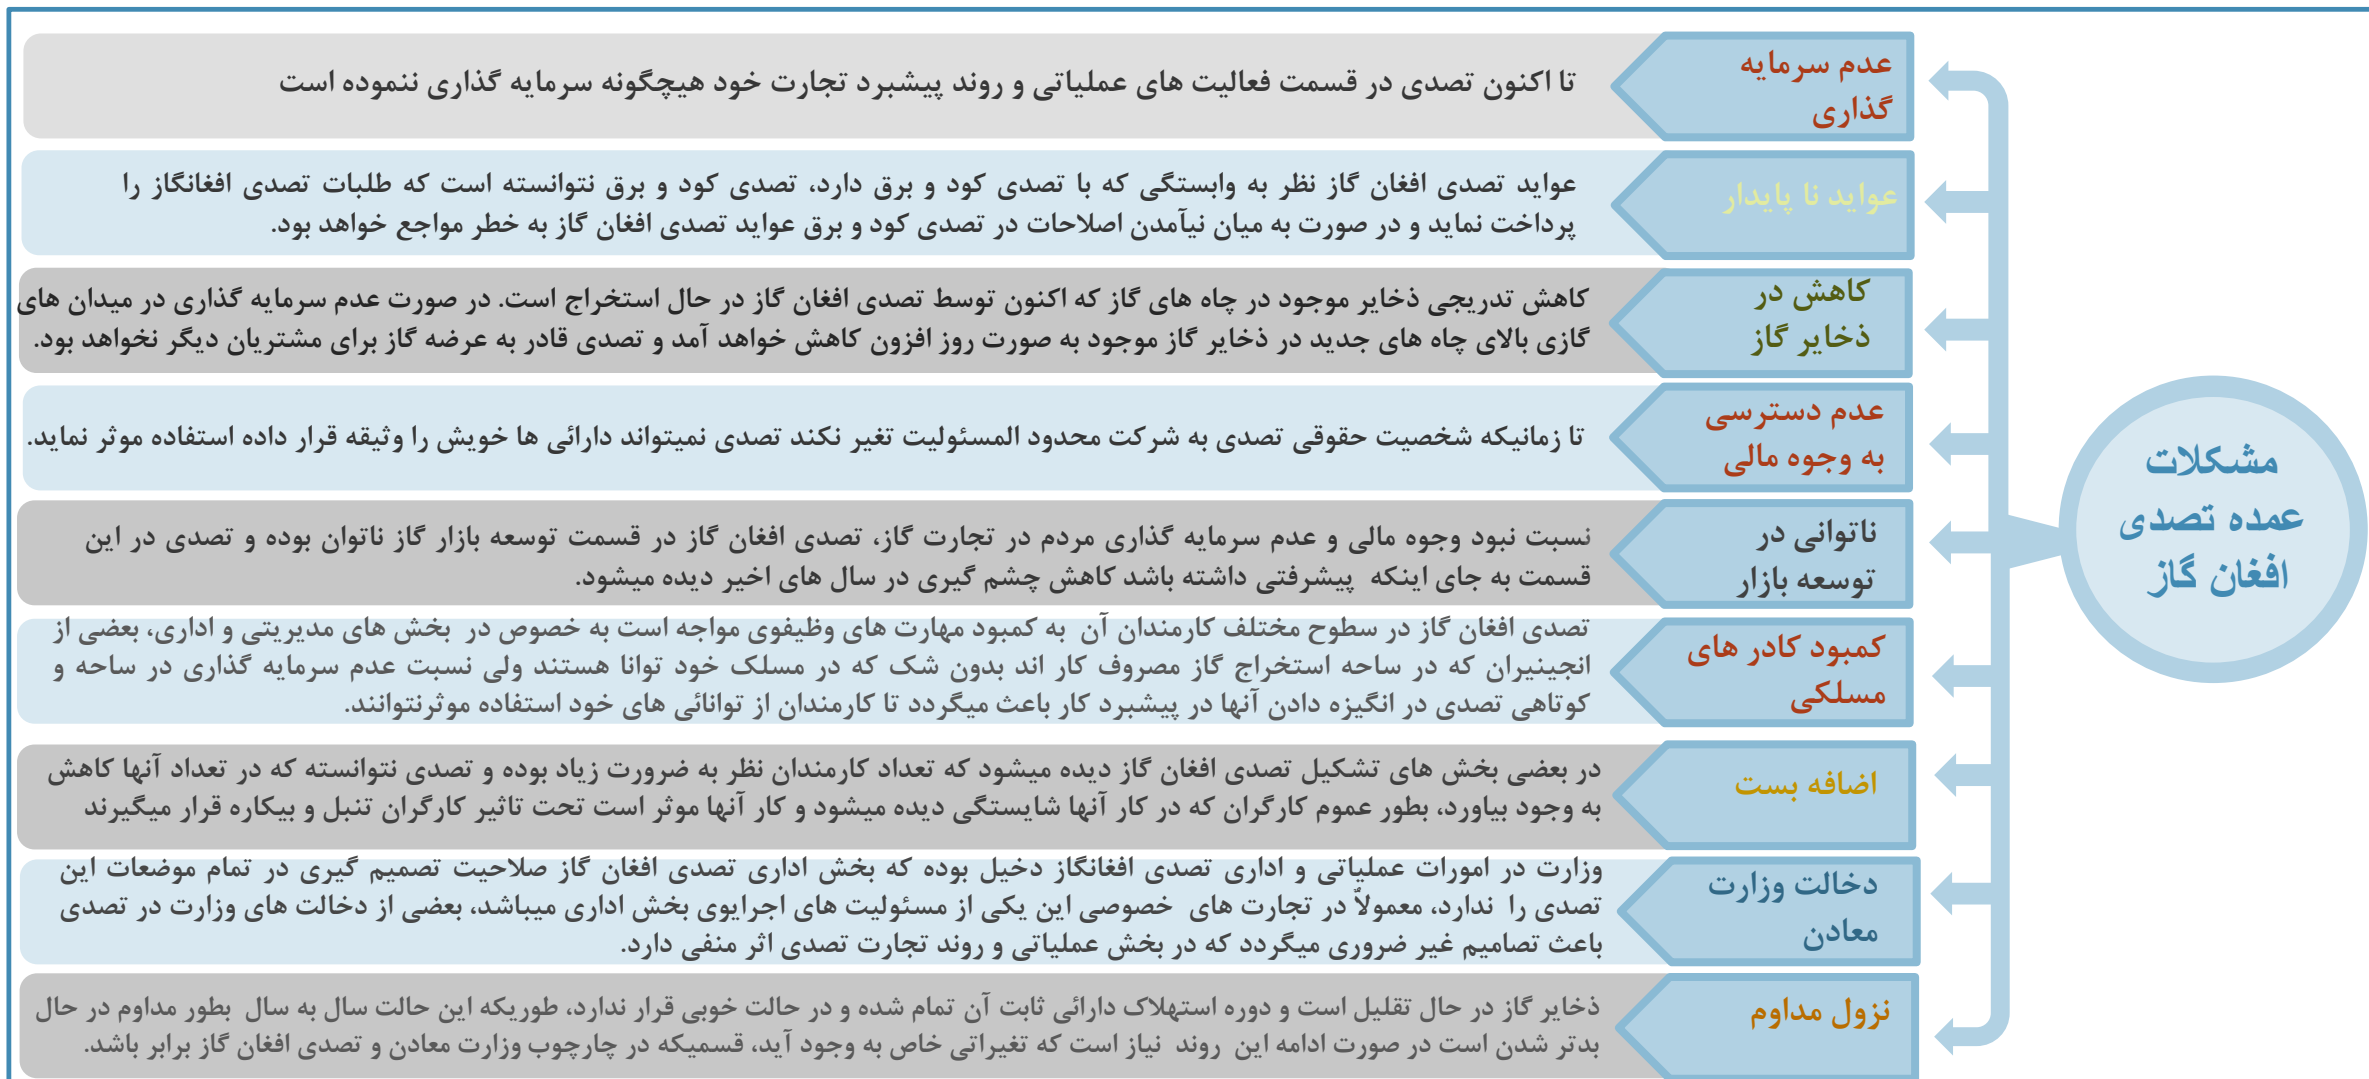 مشکلات
عمده تصدی
افغان گاز
عدم سرمایه
گذاری
تا اکنون تصدی در قسمت فعالیت های عملیاتی و روند پیشبرد تجارت خود هیچگونه سرمایه گذاری ننموده است
عواید نا پایدار
عواید تصدی افغان گاز نظر به وابستگی که با تصدی کود و برق دارد، تصدی کود و برق نتوانسته است که طلبات تصدی افغانگاز را
پرداخت نماید و در صورت به میان نیآمدن اصلاحات در تصدی کود و برق عواید تصدی افغان گاز به خطر مواجع خواهد بود.
کاهش در
ذخایر گاز
کاهش تدریجی ذخایر موجود در چاه های گاز که اکنون توسط تصدی افغان گاز در حال استخراج است. در صورت عدم سرمایه گذاری در میدان های
گازی بالای چاه های جدید در ذخایر گاز موجود به صورت روز افزون کاهش خواهد آمد و تصدی قادر به عرضه گاز برای مشتریان دیگر نخواهد بود.
عدم دسترسی
به وجوه مالی
تا زمانیکه شخصیت حقوقی تصدی به شرکت محدود المسئولیت تغیر نکند تصدی نمیتواند دارائی ها خویش را وثیقه قرار داده استفاده موثر نماید.
ناتوانی در
توسعه بازار
نسبت نبود وجوه مالی و عدم سرمایه گذاری مردم در تجارت گاز، تصدی افغان گاز در قسمت توسعه بازار گاز ناتوان بوده و تصدی در این
قسمت به جای اینکه پیشرفتی داشته باشد کاهش چشم گیری در سال های اخیر دیده میشود.
کمبود کادر های
مسلکی
تصدی افغان گاز در سطوح مختلف کارمندان آن به کمبود مهارت های وظیفوی مواجه است به خصوص در بخش های مدیریتی و اداری، بعضی از
انجینیران که در ساحه استخراج گاز مصروف کار اند بدون شک که در مسلک خود توانا هستند ولی نسبت عدم سرمایه گذاری در ساحه و
کوتاهی تصدی در انگیزه دادن آنها در پیشبرد کار باعث میگردد تا کارمندان از توانائی های خود استفاده موثرنتوانند.
اضافه بست
در بعضی بخش های تشکیل تصدی افغان گاز دیده میشود که تعداد کارمندان نظر به ضرورت زیاد بوده و تصدی نتوانسته که در تعداد آنها کاهش
به وجود بیاورد، بطور عموم کارگران که در کار آنها شایستگی دیده میشود و کار آنها موثر است تحت تاثیر کارگران تنبل و بیکاره قرار میگیرند
دخالت وزارت
معادن
وزارت در امورات عملیاتی و اداری تصدی افغانگاز دخیل بوده که بخش اداری تصدی افغان گاز صلاحیت تصمیم گیری در تمام موضعات این
تصدی را ندارد، معمولاً در تجارت های خصوصی این یکی از مسئولیت های اجرایوی بخش اداری میباشد، بعضی از دخالت های وزارت در تصدی
باعث تصامیم غیر ضروری میگردد که در بخش عملیاتی و روند تجارت تصدی اثر منفی دارد.
نزول مداوم
ذخایر گاز در حال تقلیل است و دوره استهلاک دارائی ثابت آن تمام شده و در حالت خوبی قرار ندارد، طوریکه این حالت سال به سال بطور مداوم در حال
بدتر شدن است در صورت ادامه این روند نیاز است که تغیراتی خاص به وجود آید، قسمیکه در چارچوب وزارت معادن و تصدی افغان گاز برابر باشد.